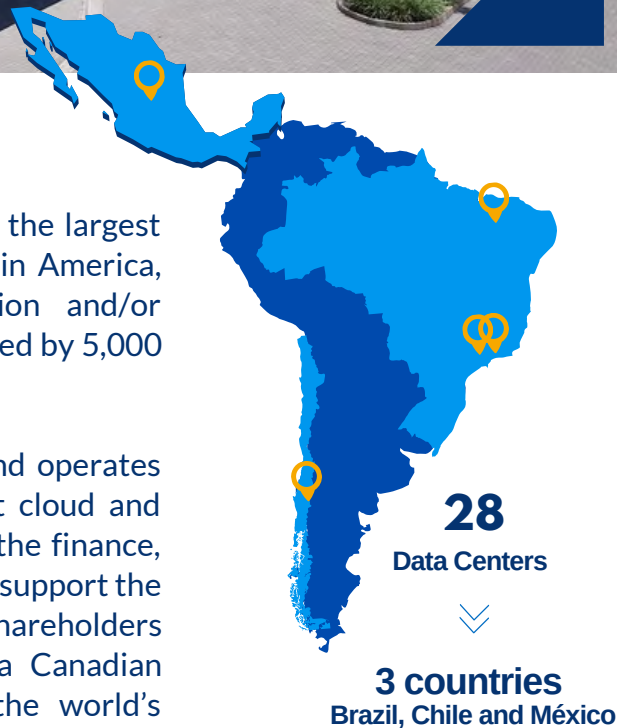 the largest
in America,
ion and/or
ed by 5,000
nd operates
t cloud and
the finance,
support the
hareholders
a Canadian
the world’s
28
Data Centers
3 countries
Brazil, Chile and México